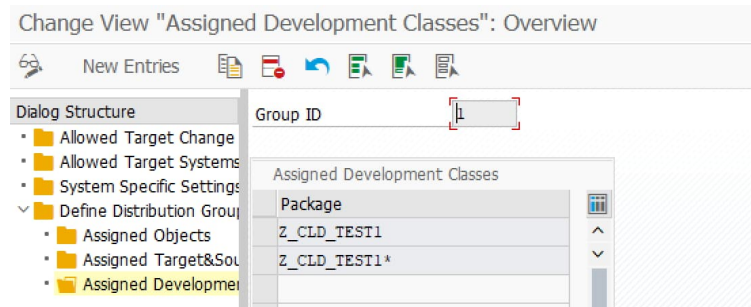 Change View "Assigned Development Classes": Overview
New Entries
Dialog Structure
Allowed Target Change
Allowed Target Systems
System Specific Settings
Define Distribution Group
Assigned Objects
Assigned Target&Sou
Assigned Developmen
Group ID
1
Assigned Development Classes
Package
Z_CLD_TEST1
Z_CLD_TEST1*